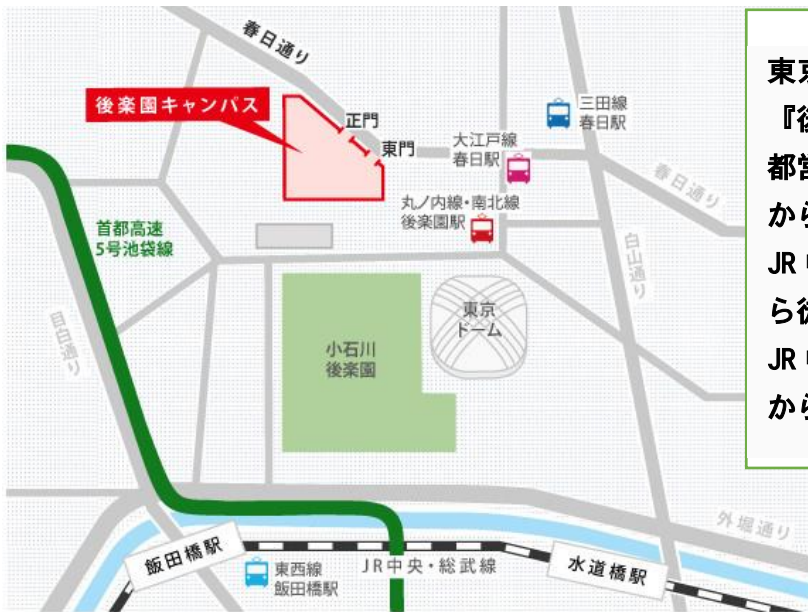 春日通り
後楽園キャンパス
正門
東門
三田線
春日駅
大江戸線
春日駅
丸ノ内線・南北線
後楽園駅
春日通り
首都高速
5号池袋線
目白通り
白山通り
東京
ドーム
小石川
後楽園
外堀通り
飯田橋駅
東西線
飯田橋駅
JR中央・総武線
水道橋駅
東
『後
都営
から
JR
ら徒
JR
から